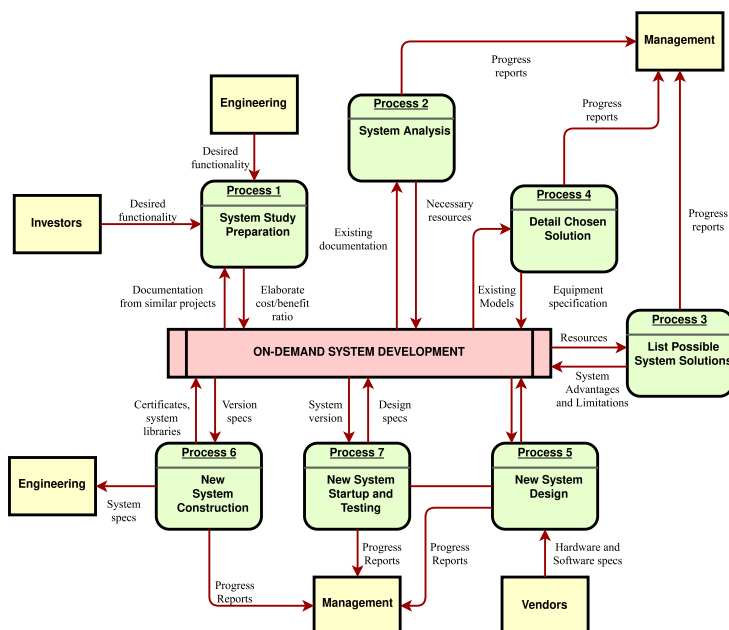 Management
Progress
reports
Process 2
System Analysis
Engineering
Progress
reports
Desired
functionality
Process 1
System Study
Preparation
Investors
Desired
functionality
Process 4
Detail Chosen
Solution
Necessary
resources
Existing
documentation
Progress
reports
Documentation
from similar projects
Elaborate
cost/benefit
ratio
Existing
Models
Equipment
specification
Process 3
List Possible
System Solutions
Resources
ON-DEMAND SYSTEM DEVELOPMENT
System
Advantages
and Limitations
Certificates,
system
libraries
Version
specs
System
version
Design
specs
Process 6
New
System
Construction
Process 7
New System
Startup and
Testing
Process 5
New System
Design
Engineering
System
specs
Progress
Reports
Progress
Reports
Hardware and
Software specs
Progress
Reports
Management
Vendors